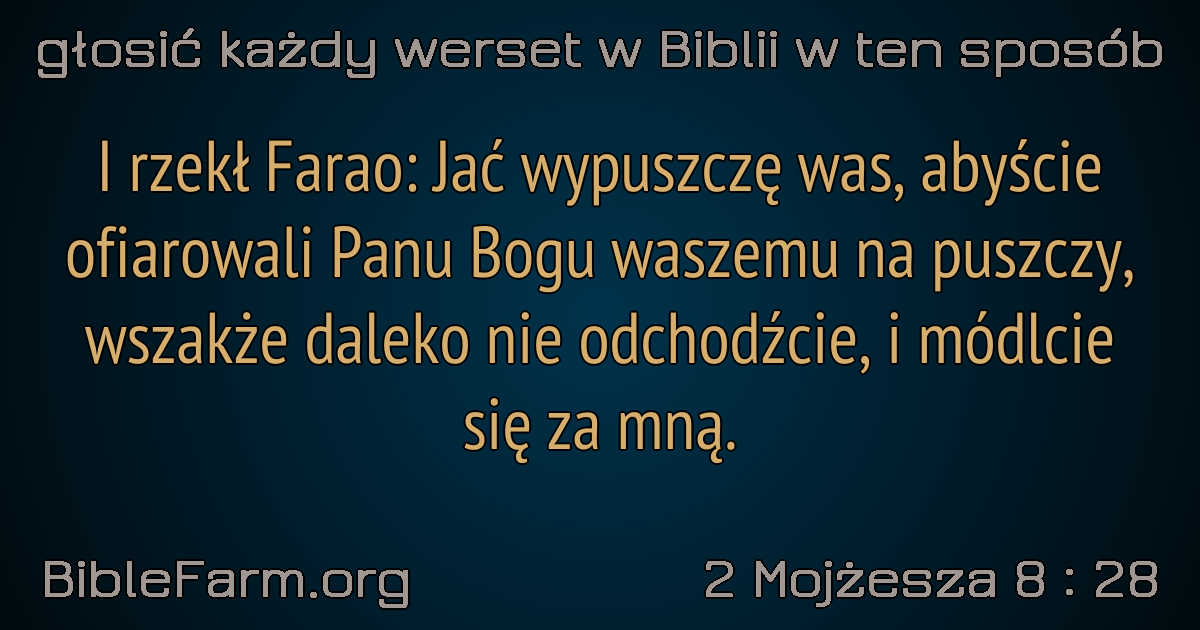 głosić każdy werset w Biblii w ten sposób
I rzekł Farao: Jać wypuszczę was, abyście
ofiarowali Panu Bogu waszemu na puszczy,
wszakże daleko nie odchodźcie, i módlcie
się za mną.
BibleFarm.org
2 Mojżesza 8 : 28